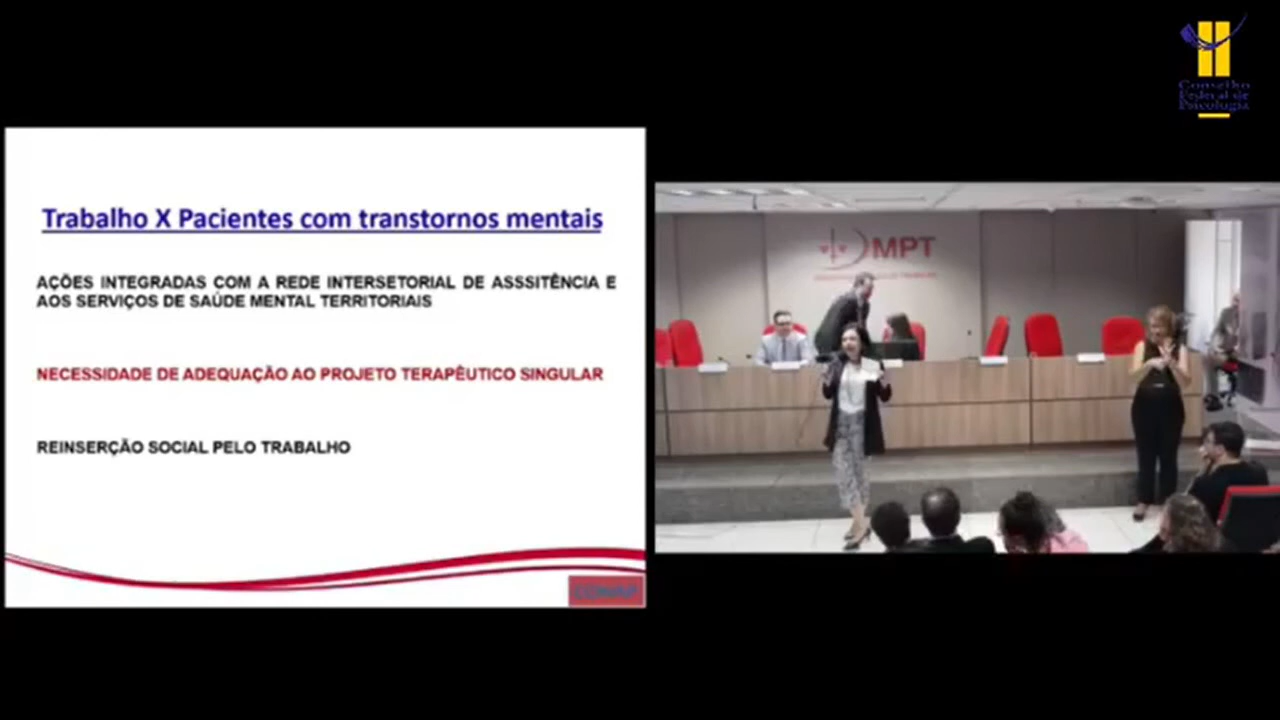 Conselho
Federal de
Psicologia
Trabalho X Pacientes com transtornos mentais
AÇÕES INTEGRADAS COM A REDE INTERSETORIAL DE ASSSITÊNCIA E
AOS SERVIÇOS DE SAÚDE MENTAL TERRITORIAIS
NECESSIDADE DE ADEQUAÇÃO AO PROJETO TERAPÊUTICO SINGULAR
REINSERÇÃO SOCIAL PELO TRABALHO
MPT